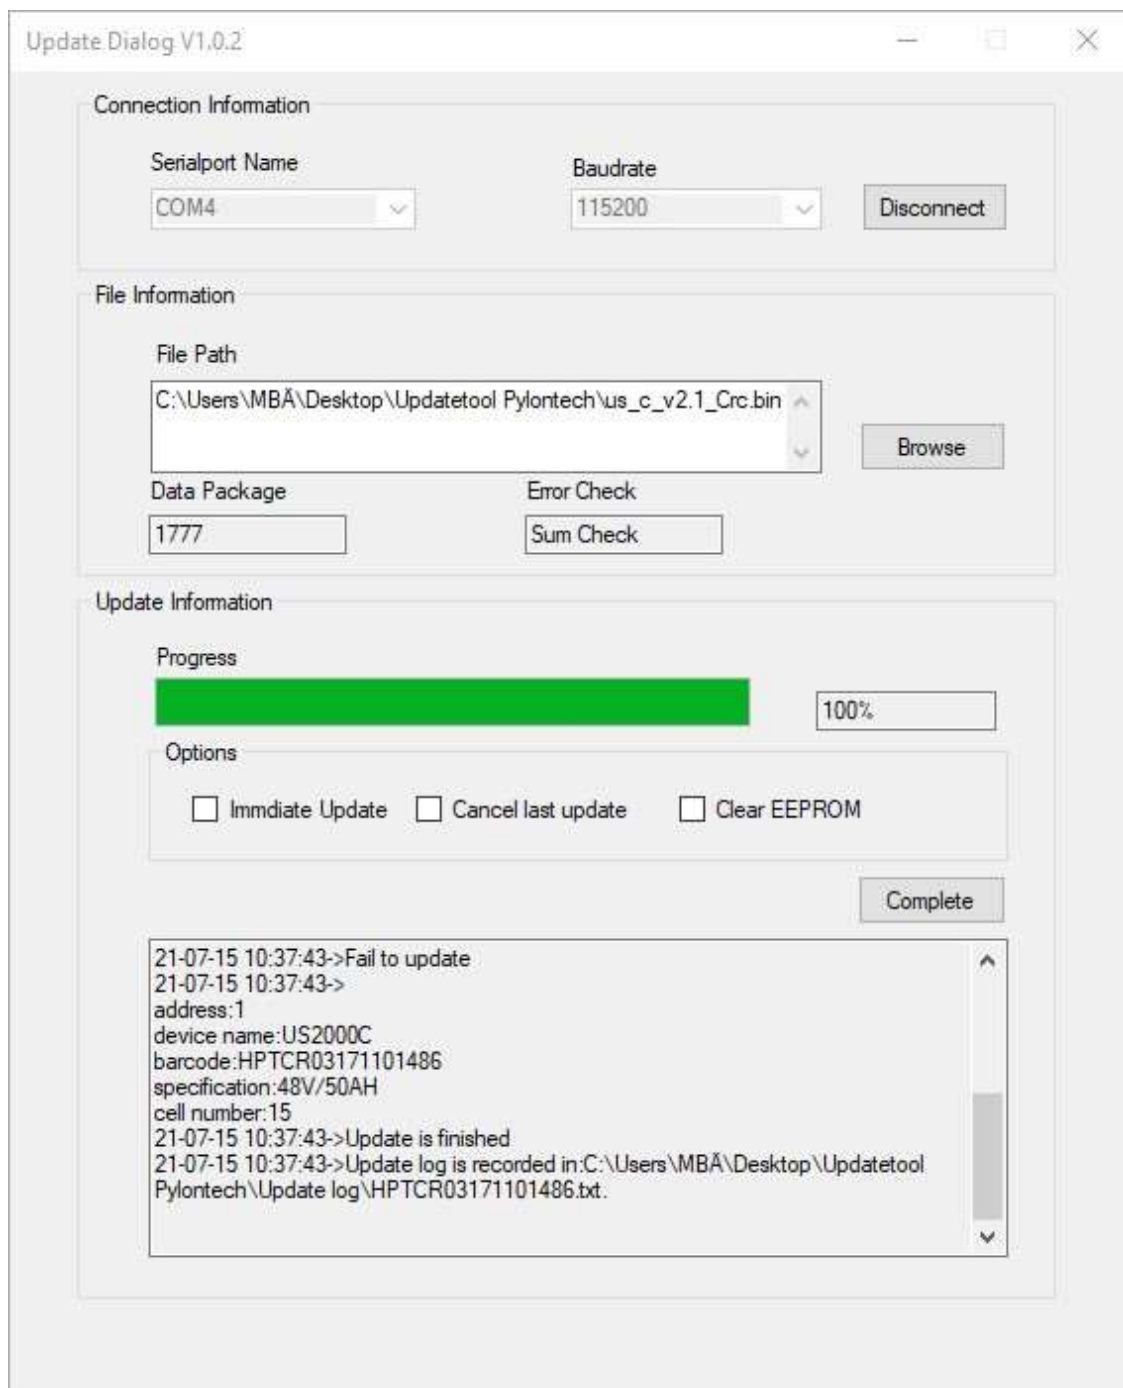 Update Dialog V1.0.2
Connection Information
Serialport Name
Baudrate
COM4
115200
Disconnect
File Information
File Path
C:\Users\MBÄ\Desktop\Updatetool Pylontech\us_c_v2.1_Crc.bin
Browse
Data Package
Error Check
1777
Sum Check
Update Information
Progress
100%
Options
Immdiate Update
Cancel last update
Clear EEPROM
Complete
21-07-15 10:37:43->Fail to update
21-07-15 10:37:43->
address:1
device name:US2000C
barcode:HPTCR03171101486
specification:48V/50AH
cell number:15
21-07-15 10:37:43->Update is finished
21-07-15 10:37:43->Update log is recorded in:C:\Users\MBÄ\Desktop\Updatetool
Pylontech\Update log\HPTCR03171101486.txt.